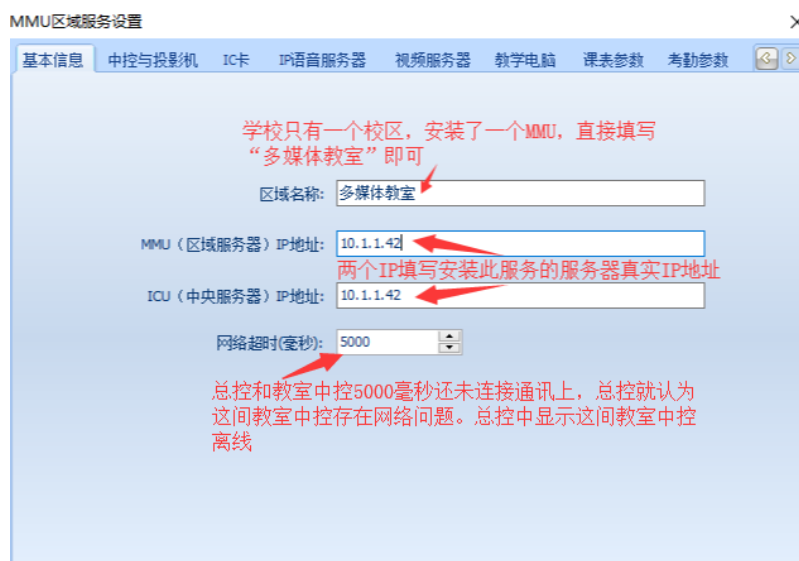 MMU区域服务设置
基本信息 中控与投影机 IC卡 IP语音服务器 视频服务器 教学电脑 课表参数 考勤参数
学校只有一个校区，安装了一个MMU，直接填写
“多媒体教室”即可
区域名称: 多媒体教室
MMU（区域服务器）IP地址: 10.1.1.42
两个IP填写安装此服务的服务器真实IP地址
ICU（中央服务器）IP地址: 10.1.1.42
网络超时(毫秒): 5000
总控和教室中控5000毫秒还未连接通讯上，总控就认为
这间教室中控存在网络问题。总控中显示这间教室中控
离线